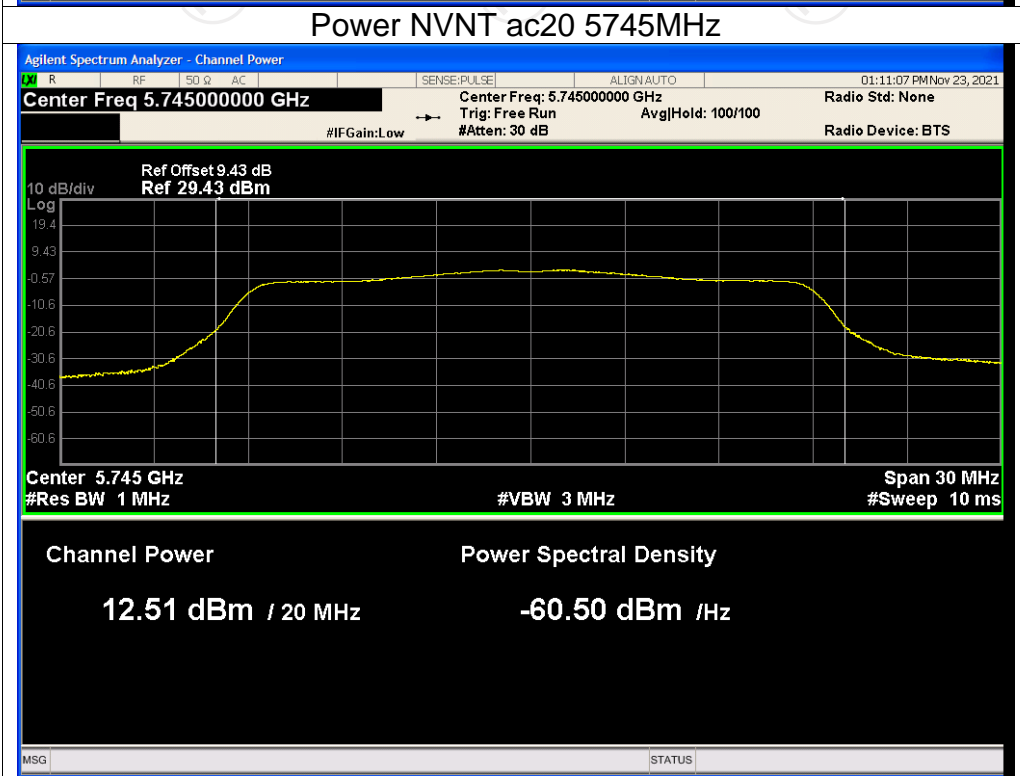 Power NVNT ac20 5745MHz
Agilent Spectrum Analyzer - Channel Power
LXI R RF 50 Ω AC SENSE:PULSE ALIGN AUTO 01:11:07 PM Nov 23, 2021
Center Freq 5.745000000 GHz Center Freq: 5.745000000 GHz Radio Std: None
Trig: Free Run Avg|Hold: 100/100
#IFGain:Low #Atten: 30 dB Radio Device: BTS
Ref Offset 9.43 dB
10 dB/div Ref 29.43 dBm
Log
19.4
9.43
-0.57
-10.6
-20.6
-30.6
-40.6
-50.6
-60.6
Center 5.745 GHz Span 30 MHz
#Res BW 1 MHz #VBW 3 MHz #Sweep 10 ms
Channel Power Power Spectral Density
12.51 dBm / 20 MHz -60.50 dBm /Hz
MSG STATUS